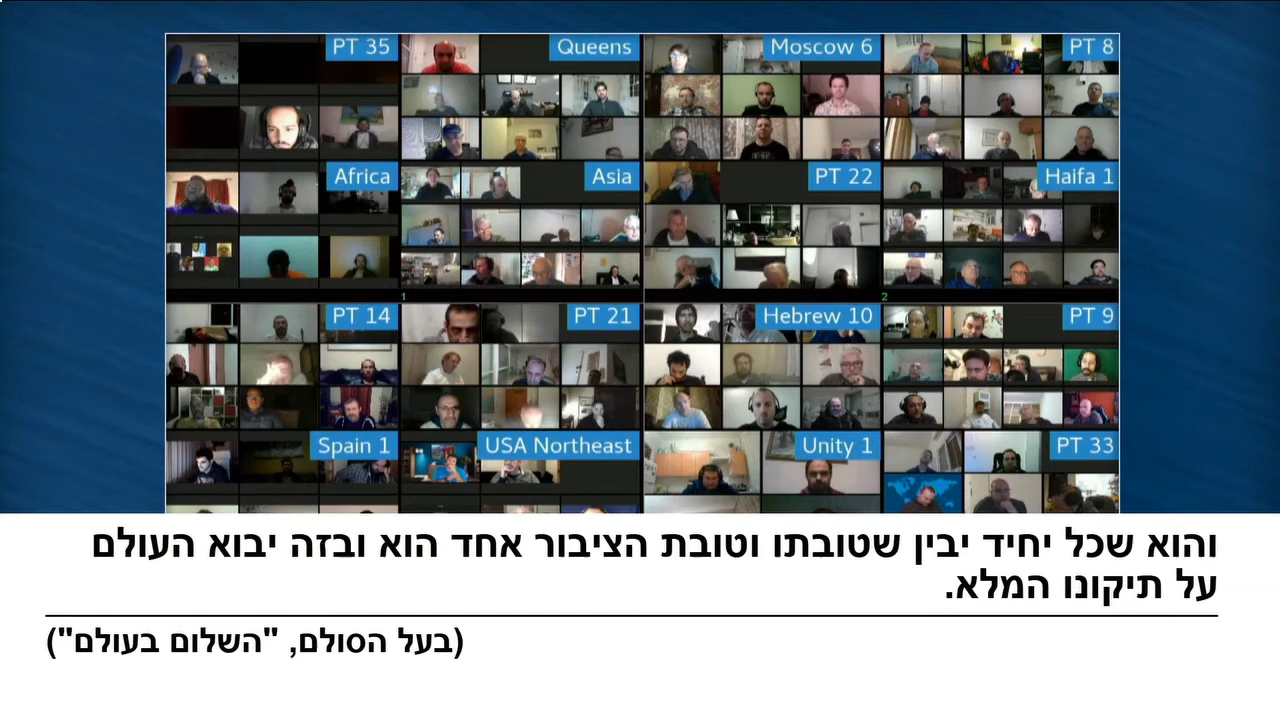 PT 35
Queens
Moscow 6
PT 8
Africa
Asia
PT 22
Haifa 1
1
2
PT 14
PT 21
Hebrew 10
PT 9
Spain 1
USA Northeast
Unity 1
PT 33
והוא שכל יחיד יבין שטובתו וטובת הציבור אחד הוא ובזה יבוא העולם
על תיקונו המלא.
(בעל הסולם, "השלום בעולם")